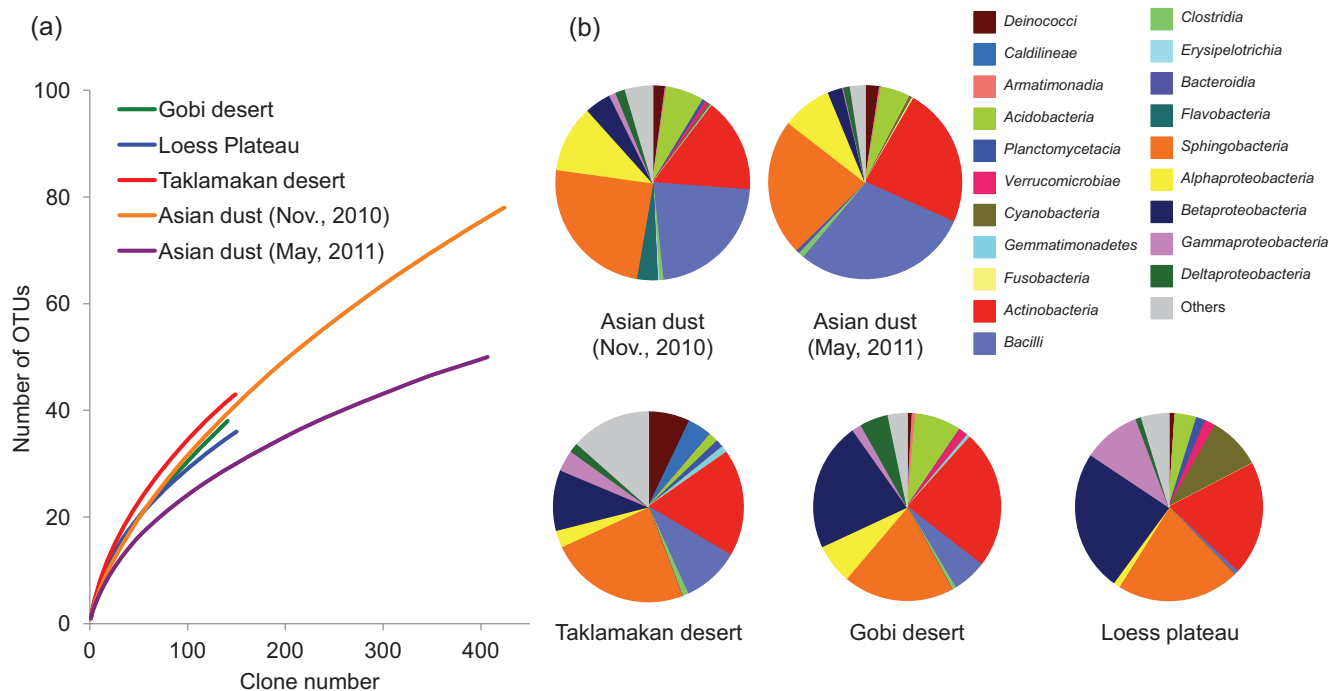 (a)
100
80
60
40
20
0
Number of OTUs
Gobi desert
Loess Plateau
Taklamakan desert
Asian dust (Nov., 2010)
Asian dust (May, 2011)
0
100
200
300
400
Clone number
(b)
Asian dust
(Nov., 2010)
Asian dust
(May, 2011)
Deinococci
Caldilineae
Armatimonadia
Acidobacteria
Planctomycetacia
Verrucomicrobiae
Cyanobacteria
Gemmatimonadetes
Fusobacteria
Actinobacteria
Bacilli
Clostridia
Erysipelotrichia
Bacteroidia
Flavobacteria
Sphingobacteria
Alphaproteobacteria
Betaproteobacteria
Gammaproteobacteria
Deltaproteobacteria
Others
Taklamakan desert
Gobi desert
Loess plateau